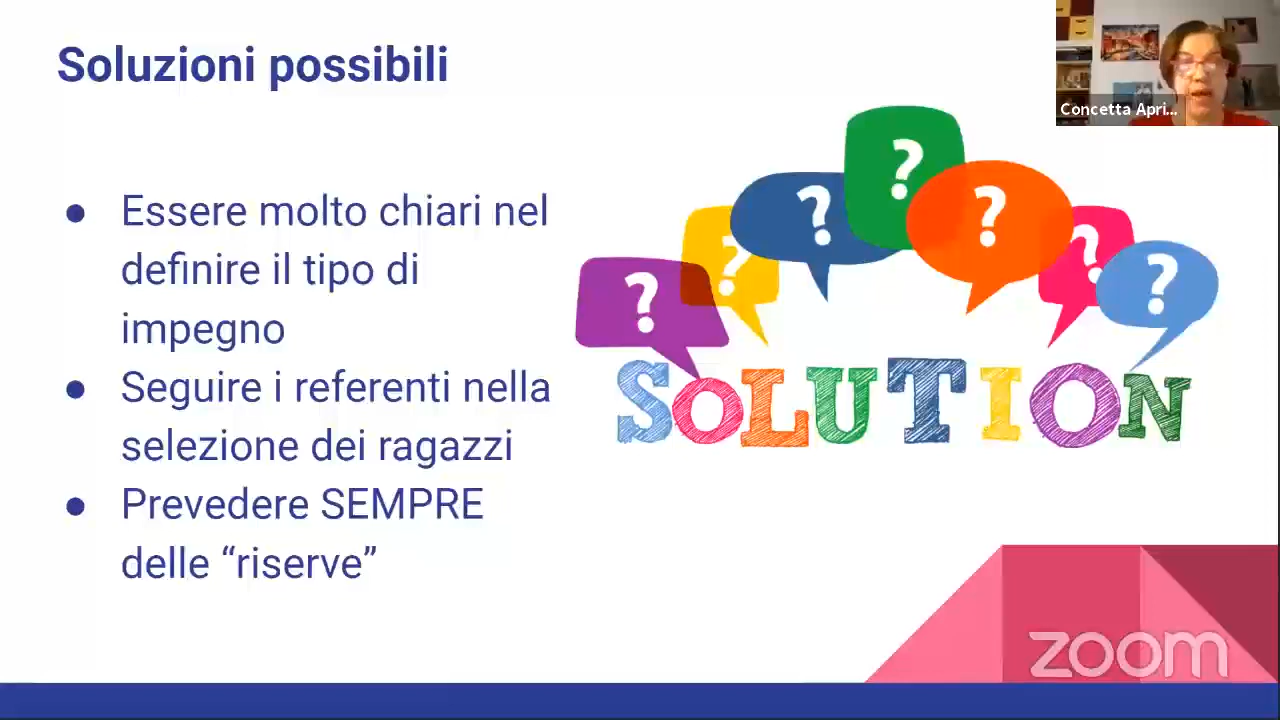 Soluzioni possibili
Concetta Apri...
? ? ? ? ? ? ?
● Essere molto chiari nel
definire il tipo di
impegno
● Seguire i referenti nella
selezione dei ragazzi
● Prevedere SEMPRE
delle “riserve”
SOLUTION
zoom